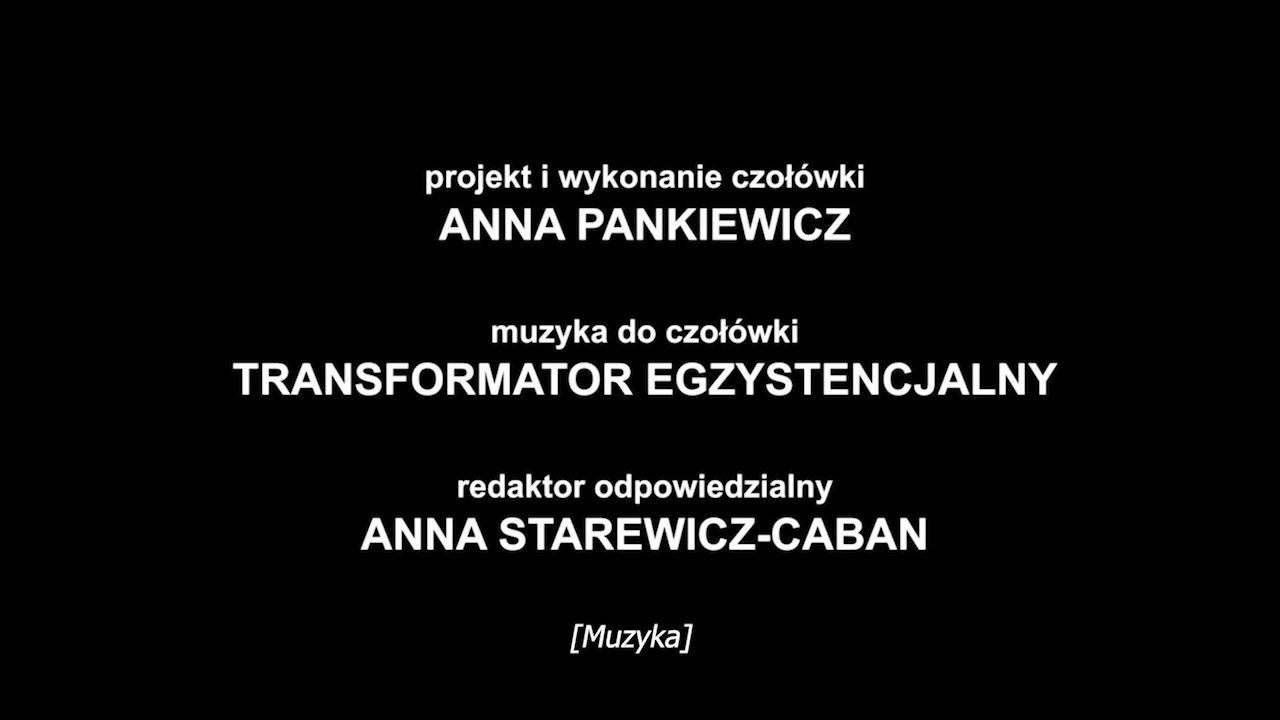 projekt i wykonanie czołówki
ANNA PANKIEWICZ
muzyka do czołówki
TRANSFORMATOR EGZYSTENCJALNY
redaktor odpowiedzialny
ANNA STAREWICZ-CABAN
[Muzyka]